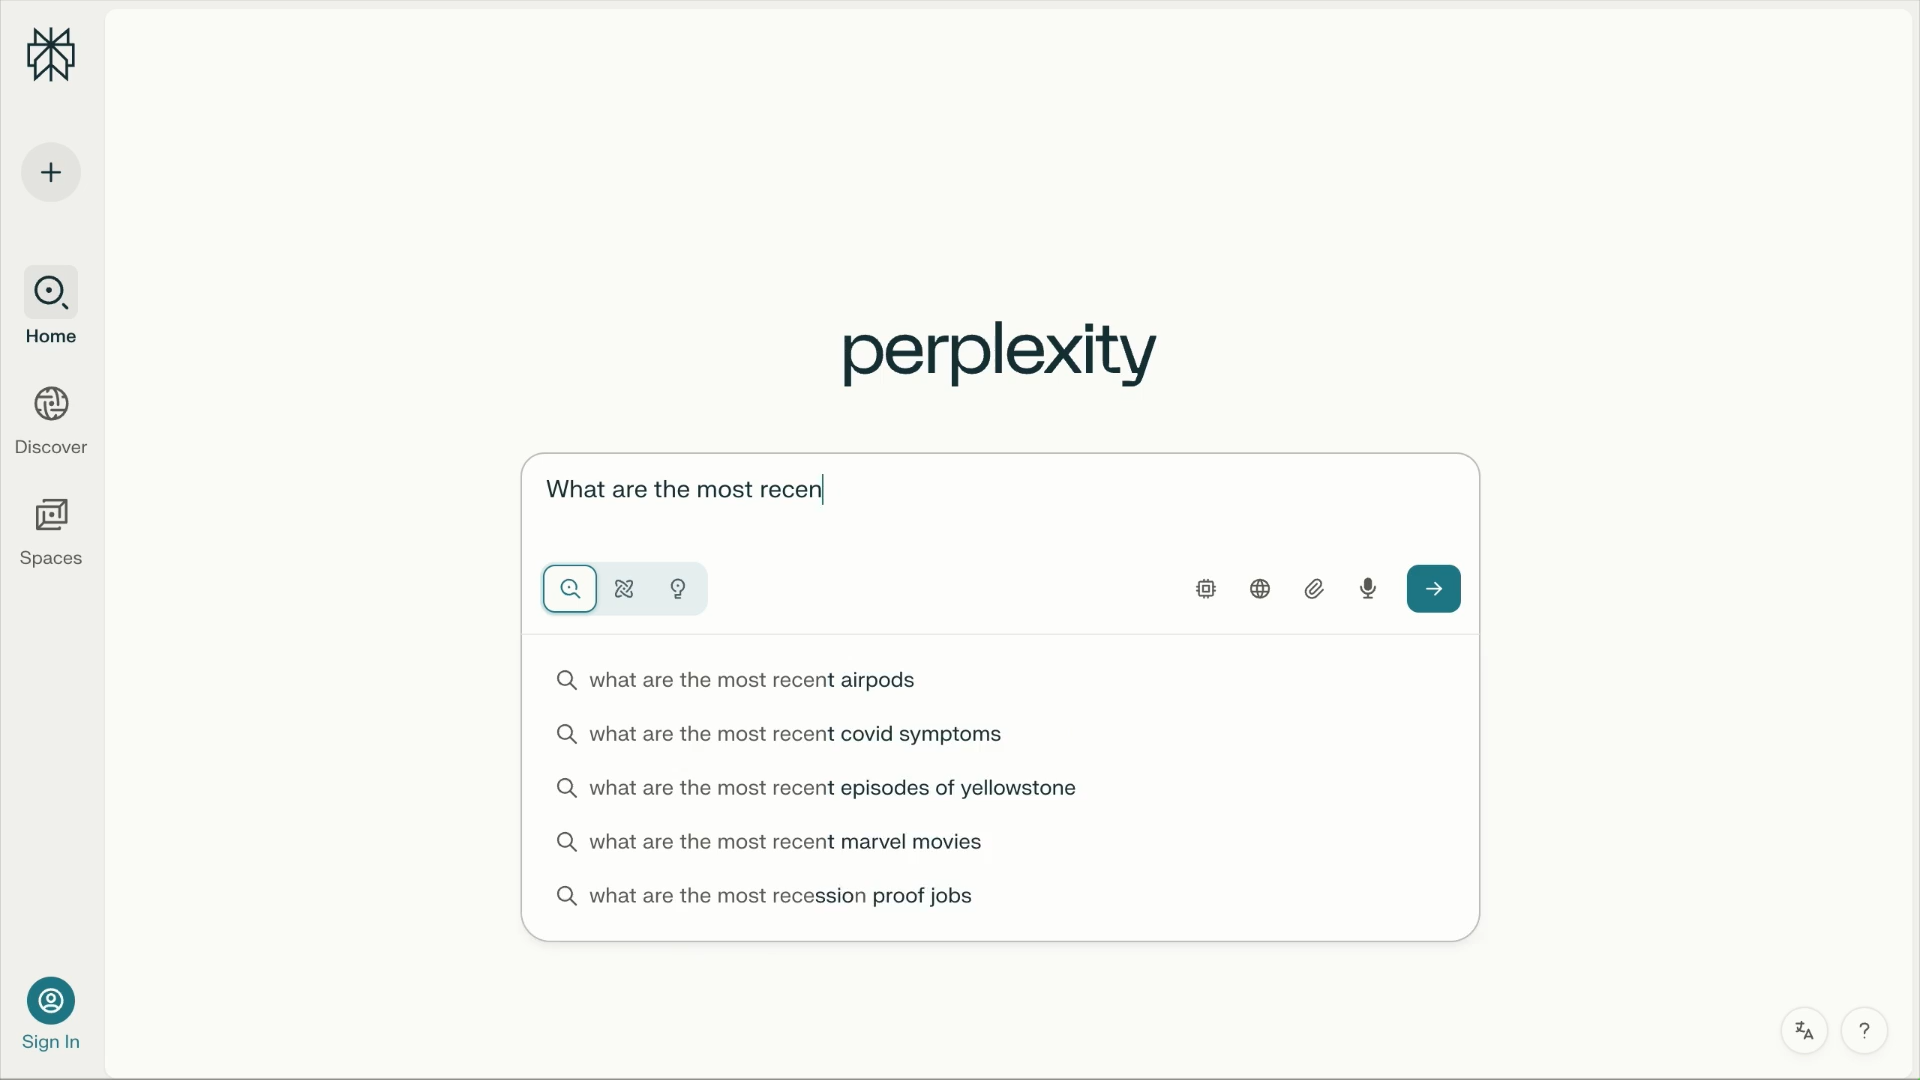 Home
Discover
Spaces
Sign In
perplexity
What are the most recen
what are the most recent airpods
what are the most recent covid symptoms
what are the most recent episodes of yellowstone
what are the most recent marvel movies
what are the most recession proof jobs
?